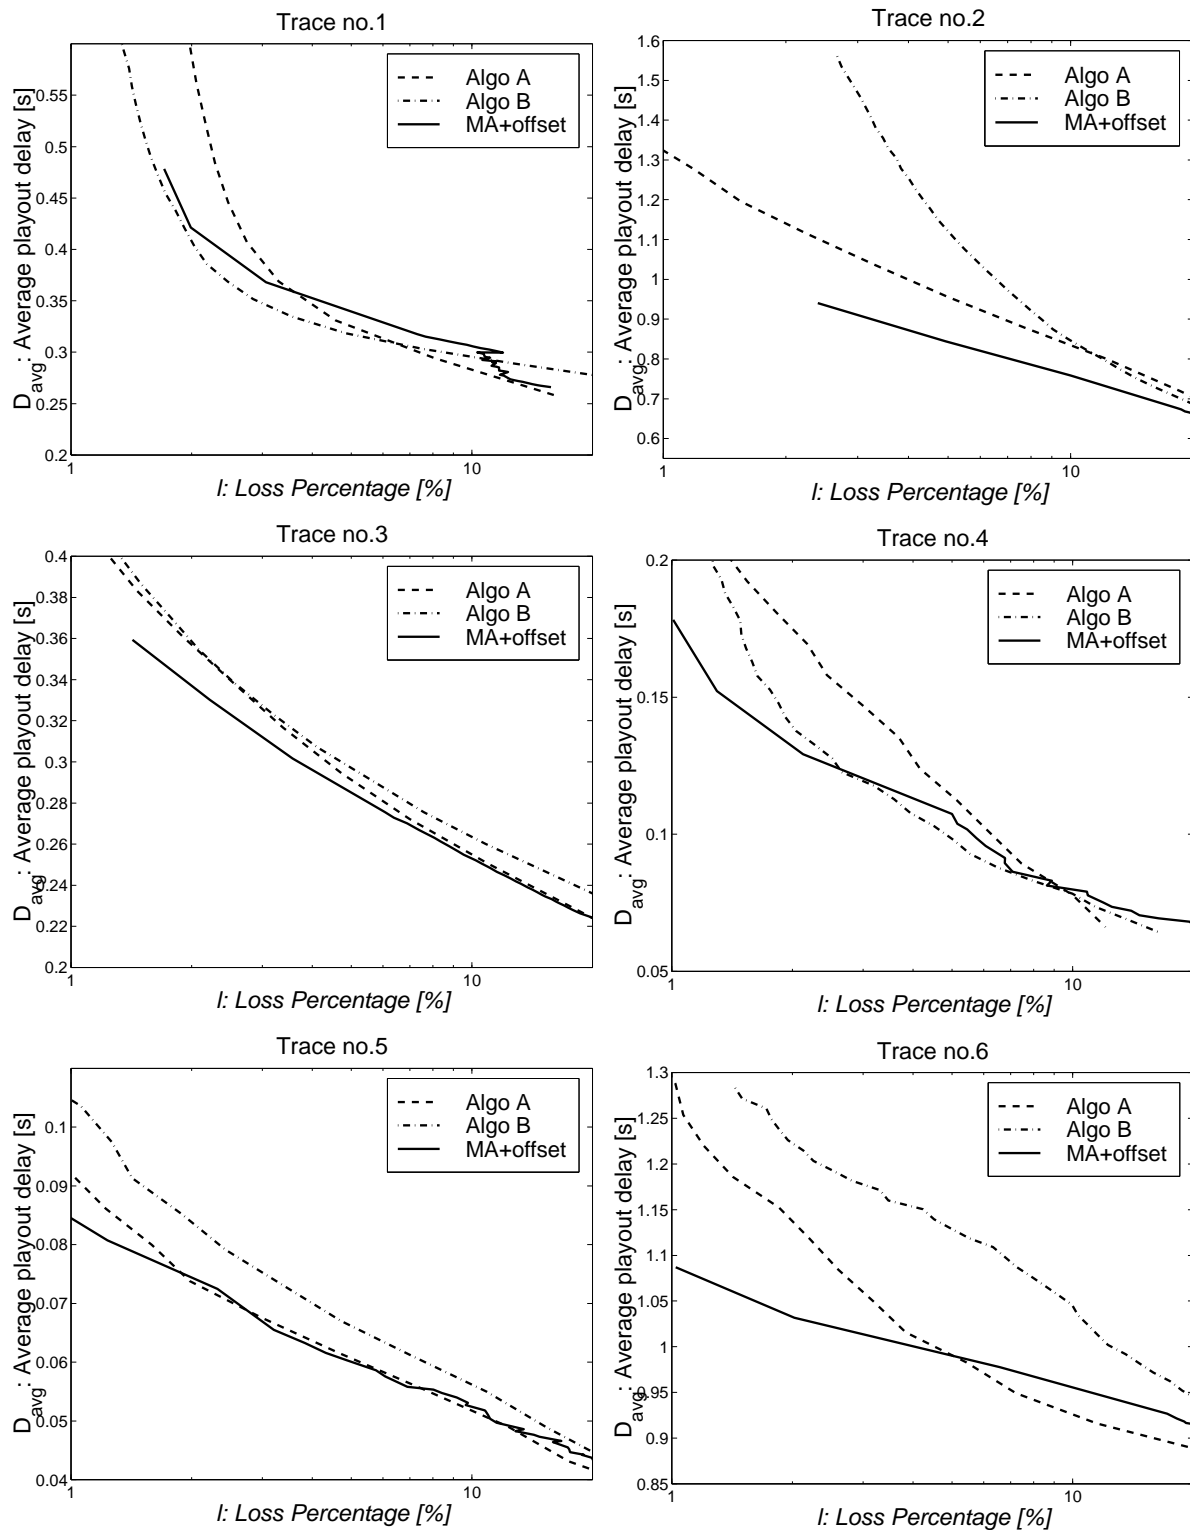 Trace no.1
Algo A
Algo B
MA+offset
D_avg: Average playout delay [s]
0.55
0.5
0.45
0.4
0.35
0.3
0.25
0.2
1
10
l: Loss Percentage [%]
Trace no.2
Algo A
Algo B
MA+offset
D_avg: Average playout delay [s]
1.6
1.5
1.4
1.3
1.2
1.1
1
0.9
0.8
0.7
0.6
1
10
l: Loss Percentage [%]
Trace no.3
Algo A
Algo B
MA+offset
D_avg: Average playout delay [s]
0.4
0.38
0.36
0.34
0.32
0.3
0.28
0.26
0.24
0.22
0.2
1
10
l: Loss Percentage [%]
Trace no.4
Algo A
Algo B
MA+offset
D_avg: Average playout delay [s]
0.2
0.15
0.1
0.05
1
10
l: Loss Percentage [%]
Trace no.5
Algo A
Algo B
MA+offset
D_avg: Average playout delay [s]
0.1
0.09
0.08
0.07
0.06
0.05
0.04
1
10
l: Loss Percentage [%]
Trace no.6
Algo A
Algo B
MA+offset
D_avg: Average playout delay [s]
1.3
1.25
1.2
1.15
1.1
1.05
1
0.95
0.9
0.85
1
10
l: Loss Percentage [%]